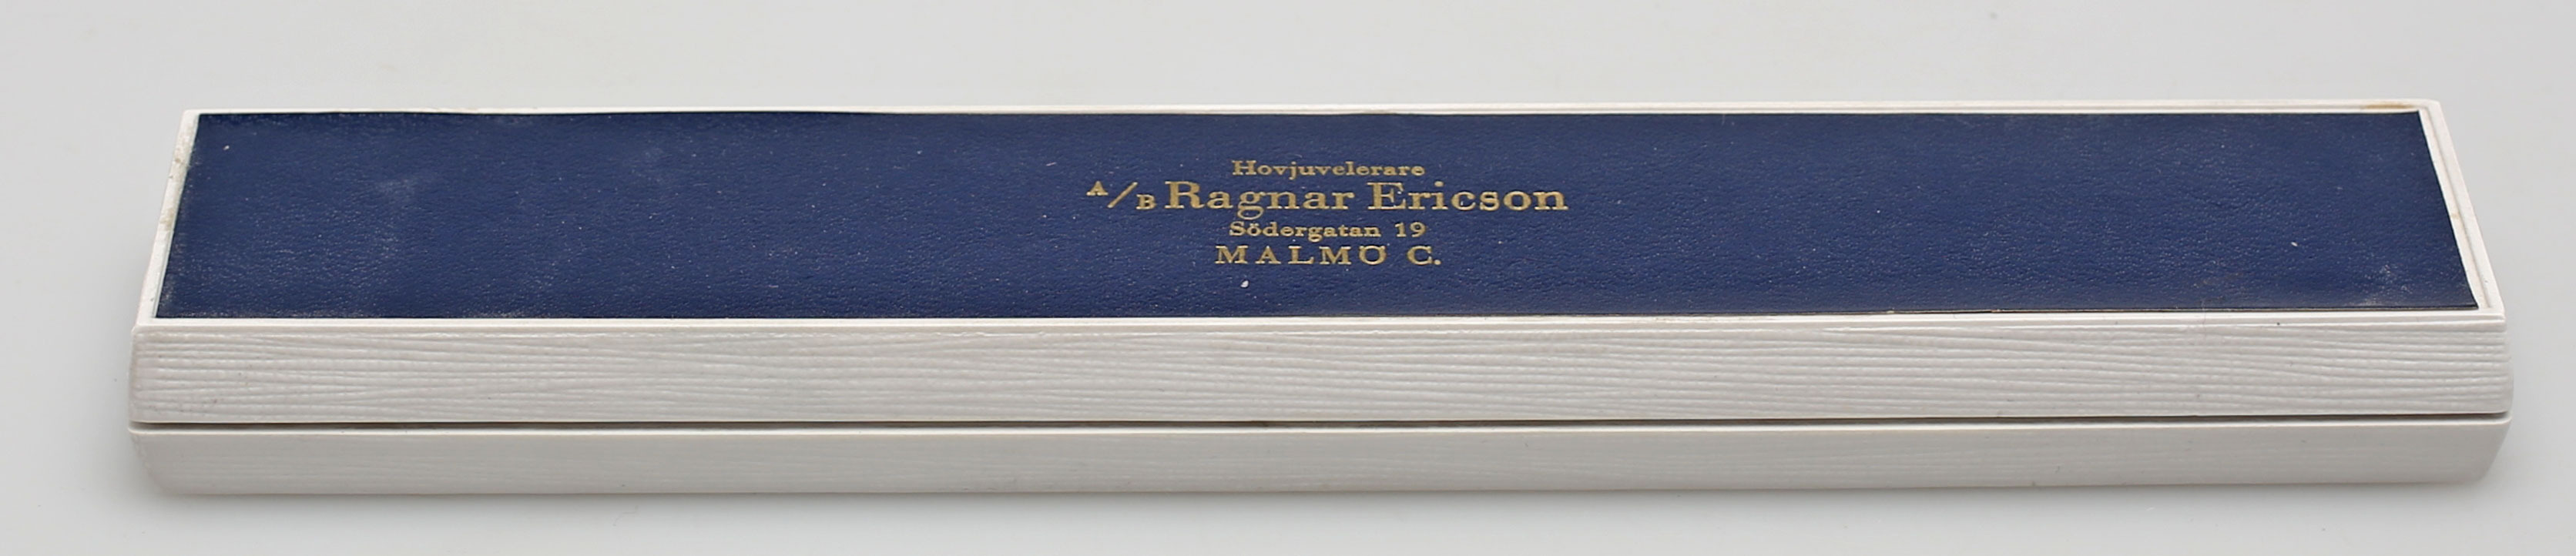 Hovjuvelerare
A/B Ragnar Ericson
Södergatan 19
MALMÖ C.